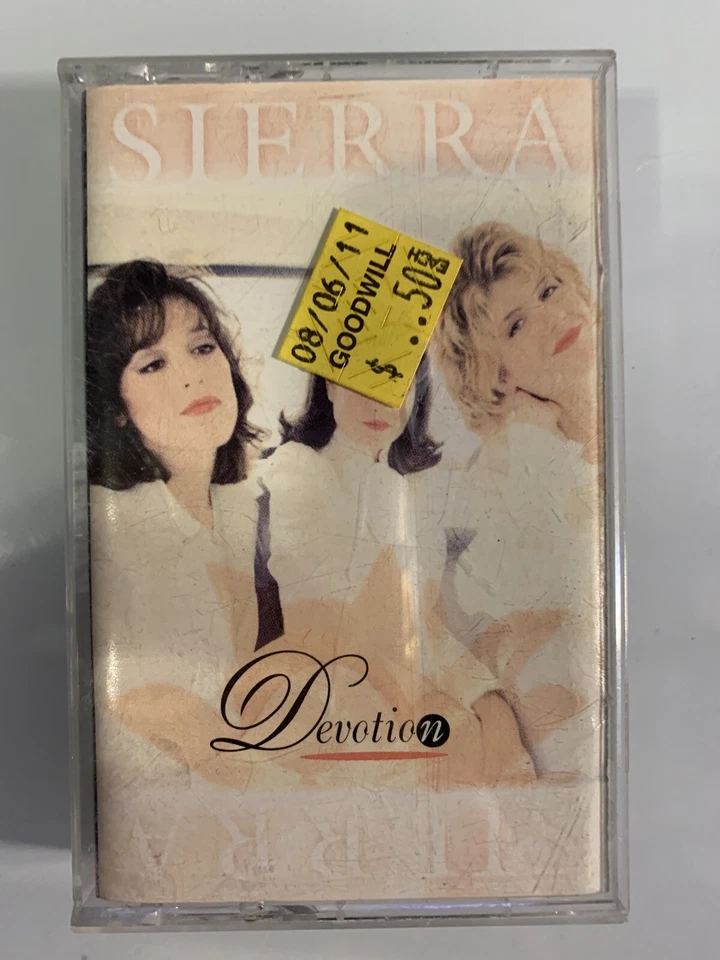 SIERRA
08/06/11
GOODWILL
$ ..50
Devotion